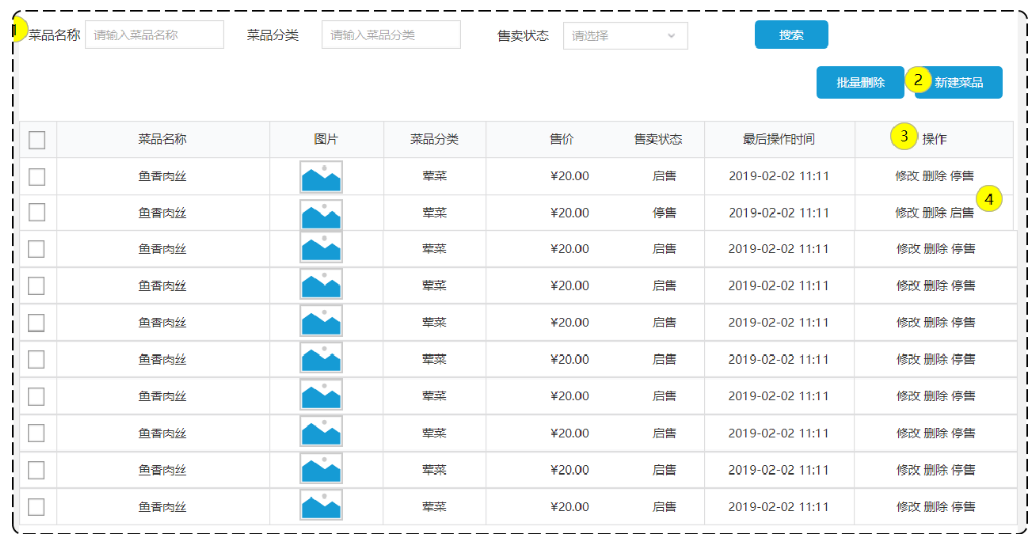 1 菜品名称 请输入菜品名称 菜品分类 请输入菜品分类 售卖状态 请选择 搜索
批量删除 2 新建菜品
菜品名称 图片 菜品分类 售价 售卖状态 最后操作时间 3 操作
鱼香肉丝 荤菜 ¥20.00 启售 2019-02-02 11:11 修改 删除 停售
鱼香肉丝 荤菜 ¥20.00 停售 2019-02-02 11:11 修改 删除 启售 4
鱼香肉丝 荤菜 ¥20.00 启售 2019-02-02 11:11 修改 删除 停售
鱼香肉丝 荤菜 ¥20.00 启售 2019-02-02 11:11 修改 删除 停售
鱼香肉丝 荤菜 ¥20.00 启售 2019-02-02 11:11 修改 删除 停售
鱼香肉丝 荤菜 ¥20.00 启售 2019-02-02 11:11 修改 删除 停售
鱼香肉丝 荤菜 ¥20.00 启售 2019-02-02 11:11 修改 删除 停售
鱼香肉丝 荤菜 ¥20.00 启售 2019-02-02 11:11 修改 删除 停售
鱼香肉丝 荤菜 ¥20.00 启售 2019-02-02 11:11 修改 删除 停售
鱼香肉丝 荤菜 ¥20.00 启售 2019-02-02 11:11 修改 删除 停售